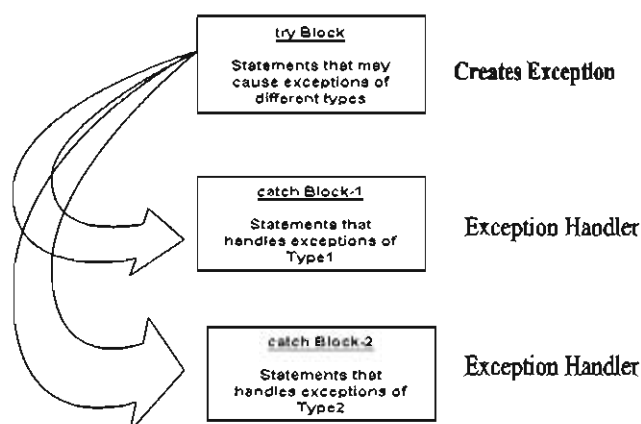 try Block
Statements that may
cause exceptions of
different types
Creates Exception
catch Block-1
Statements that
handles exceptions of
Type1
Exception Handler
catch Block-2
Statements that
handles exceptions of
Type2
Exception Handler